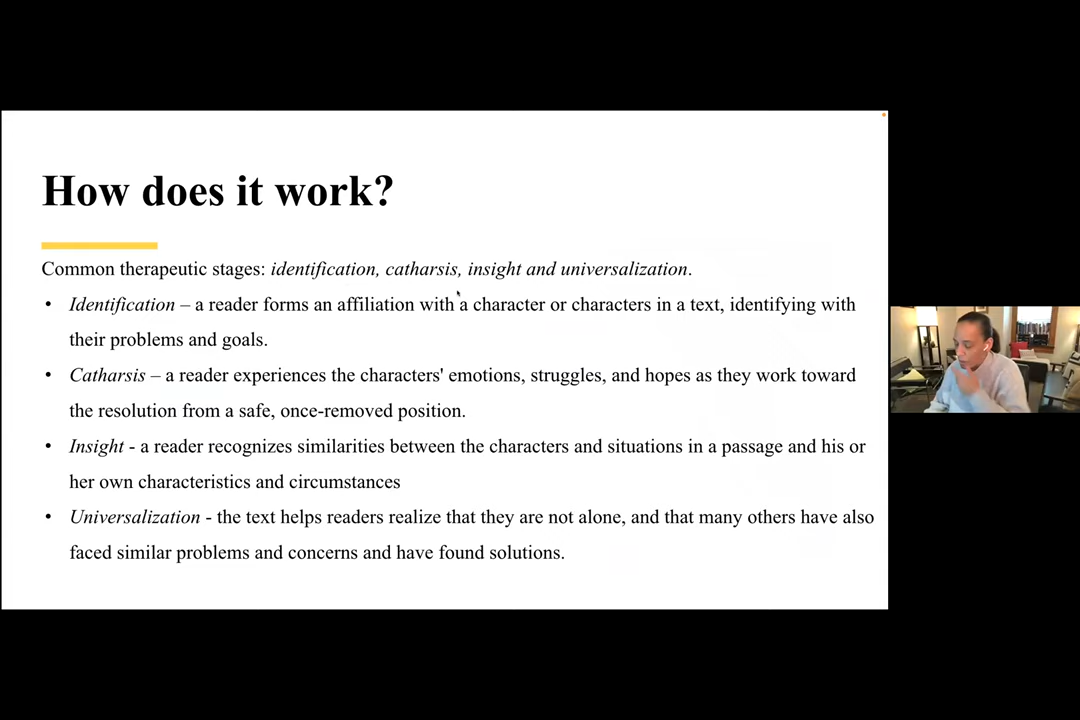 How does it work?
Common therapeutic stages: identification, catharsis, insight and universalization.
• Identification – a reader forms an affiliation with a character or characters in a text, identifying with
their problems and goals.
• Catharsis – a reader experiences the characters' emotions, struggles, and hopes as they work toward
the resolution from a safe, once-removed position.
• Insight - a reader recognizes similarities between the characters and situations in a passage and his or
her own characteristics and circumstances
• Universalization - the text helps readers realize that they are not alone, and that many others have also
faced similar problems and concerns and have found solutions.